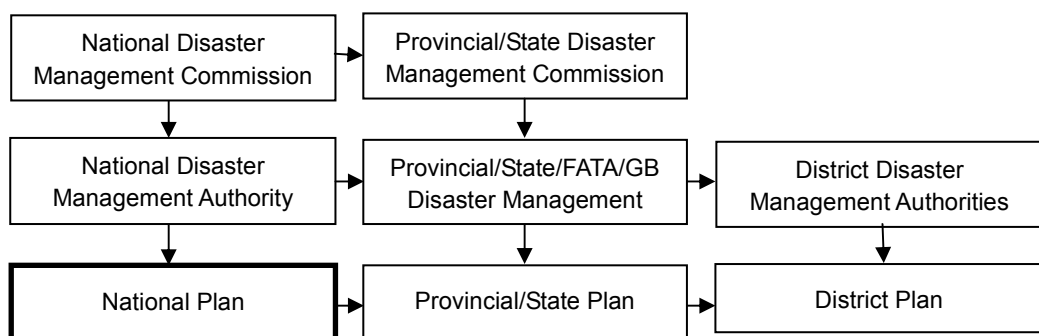 National Disaster
Management Commission
Provincial/State Disaster
Management Commission
National Disaster
Management Authority
Provincial/State/FATA/GB
Disaster Management
District Disaster
Management Authorities
National Plan
Provincial/State Plan
District Plan